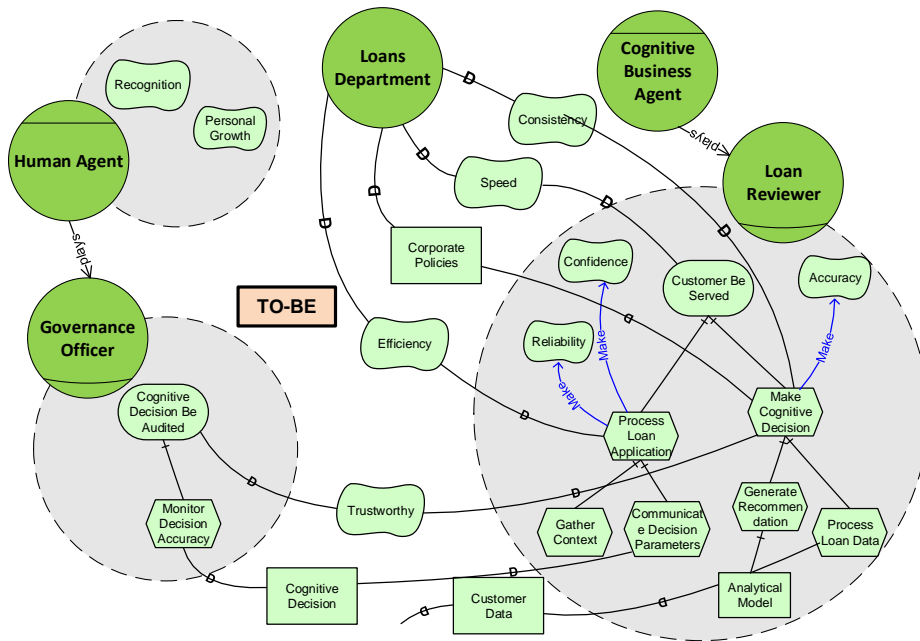 Recognition
Personal
Growth
Human Agent
plays
Governance
Officer
Cognitive
Decision Be
Audited
Monitor
Decision
Accuracy
TO-BE
Loans
Department
D
D
D
D
Consistency
Speed
Corporate
Policies
Efficiency
Trustworthy
Cognitive
Decision
Customer
Data
Cognitive
Business
Agent
plays
Loan
Reviewer
D
D
D
D
D
D
D
D
D
D
Confidence
Customer Be
Served
Accuracy
Reliability
Make
Make
Make
Process
Loan
Application
Make
Cognitive
Decision
Gather
Context
Communicat
e Decision
Parameters
Generate
Recommen
dation
Process
Loan Data
Analytical
Model